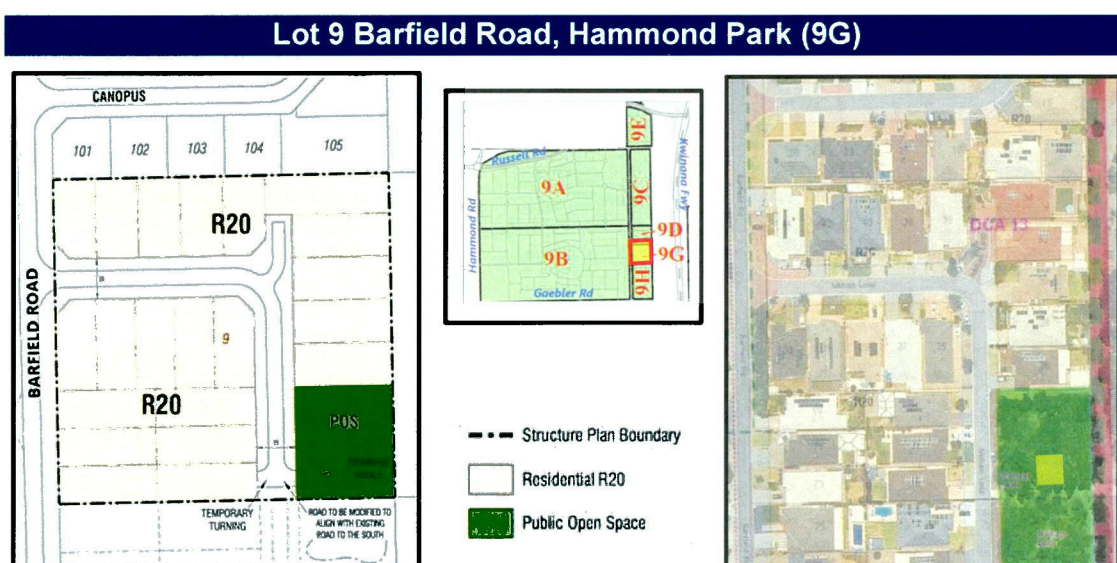 Lot 9 Barfield Road, Hammond Park (9G)
CANOPUS
101
102
103
104
105
R20
BARFIELD ROAD
9
R20
POS
TEMPORARY
TURNING
ROAD TO BE MODIFIED TO
ALIGN WITH EXISTING
ROAD TO THE SOUTH
Russell Rd
Hammond Rd
Kwinana Fwy
9E
9A
9C
9D
9B
9G
9H
Gaebler Rd
Structure Plan Boundary
Residential R20
Public Open Space
R20
DCA 13
R20
R20